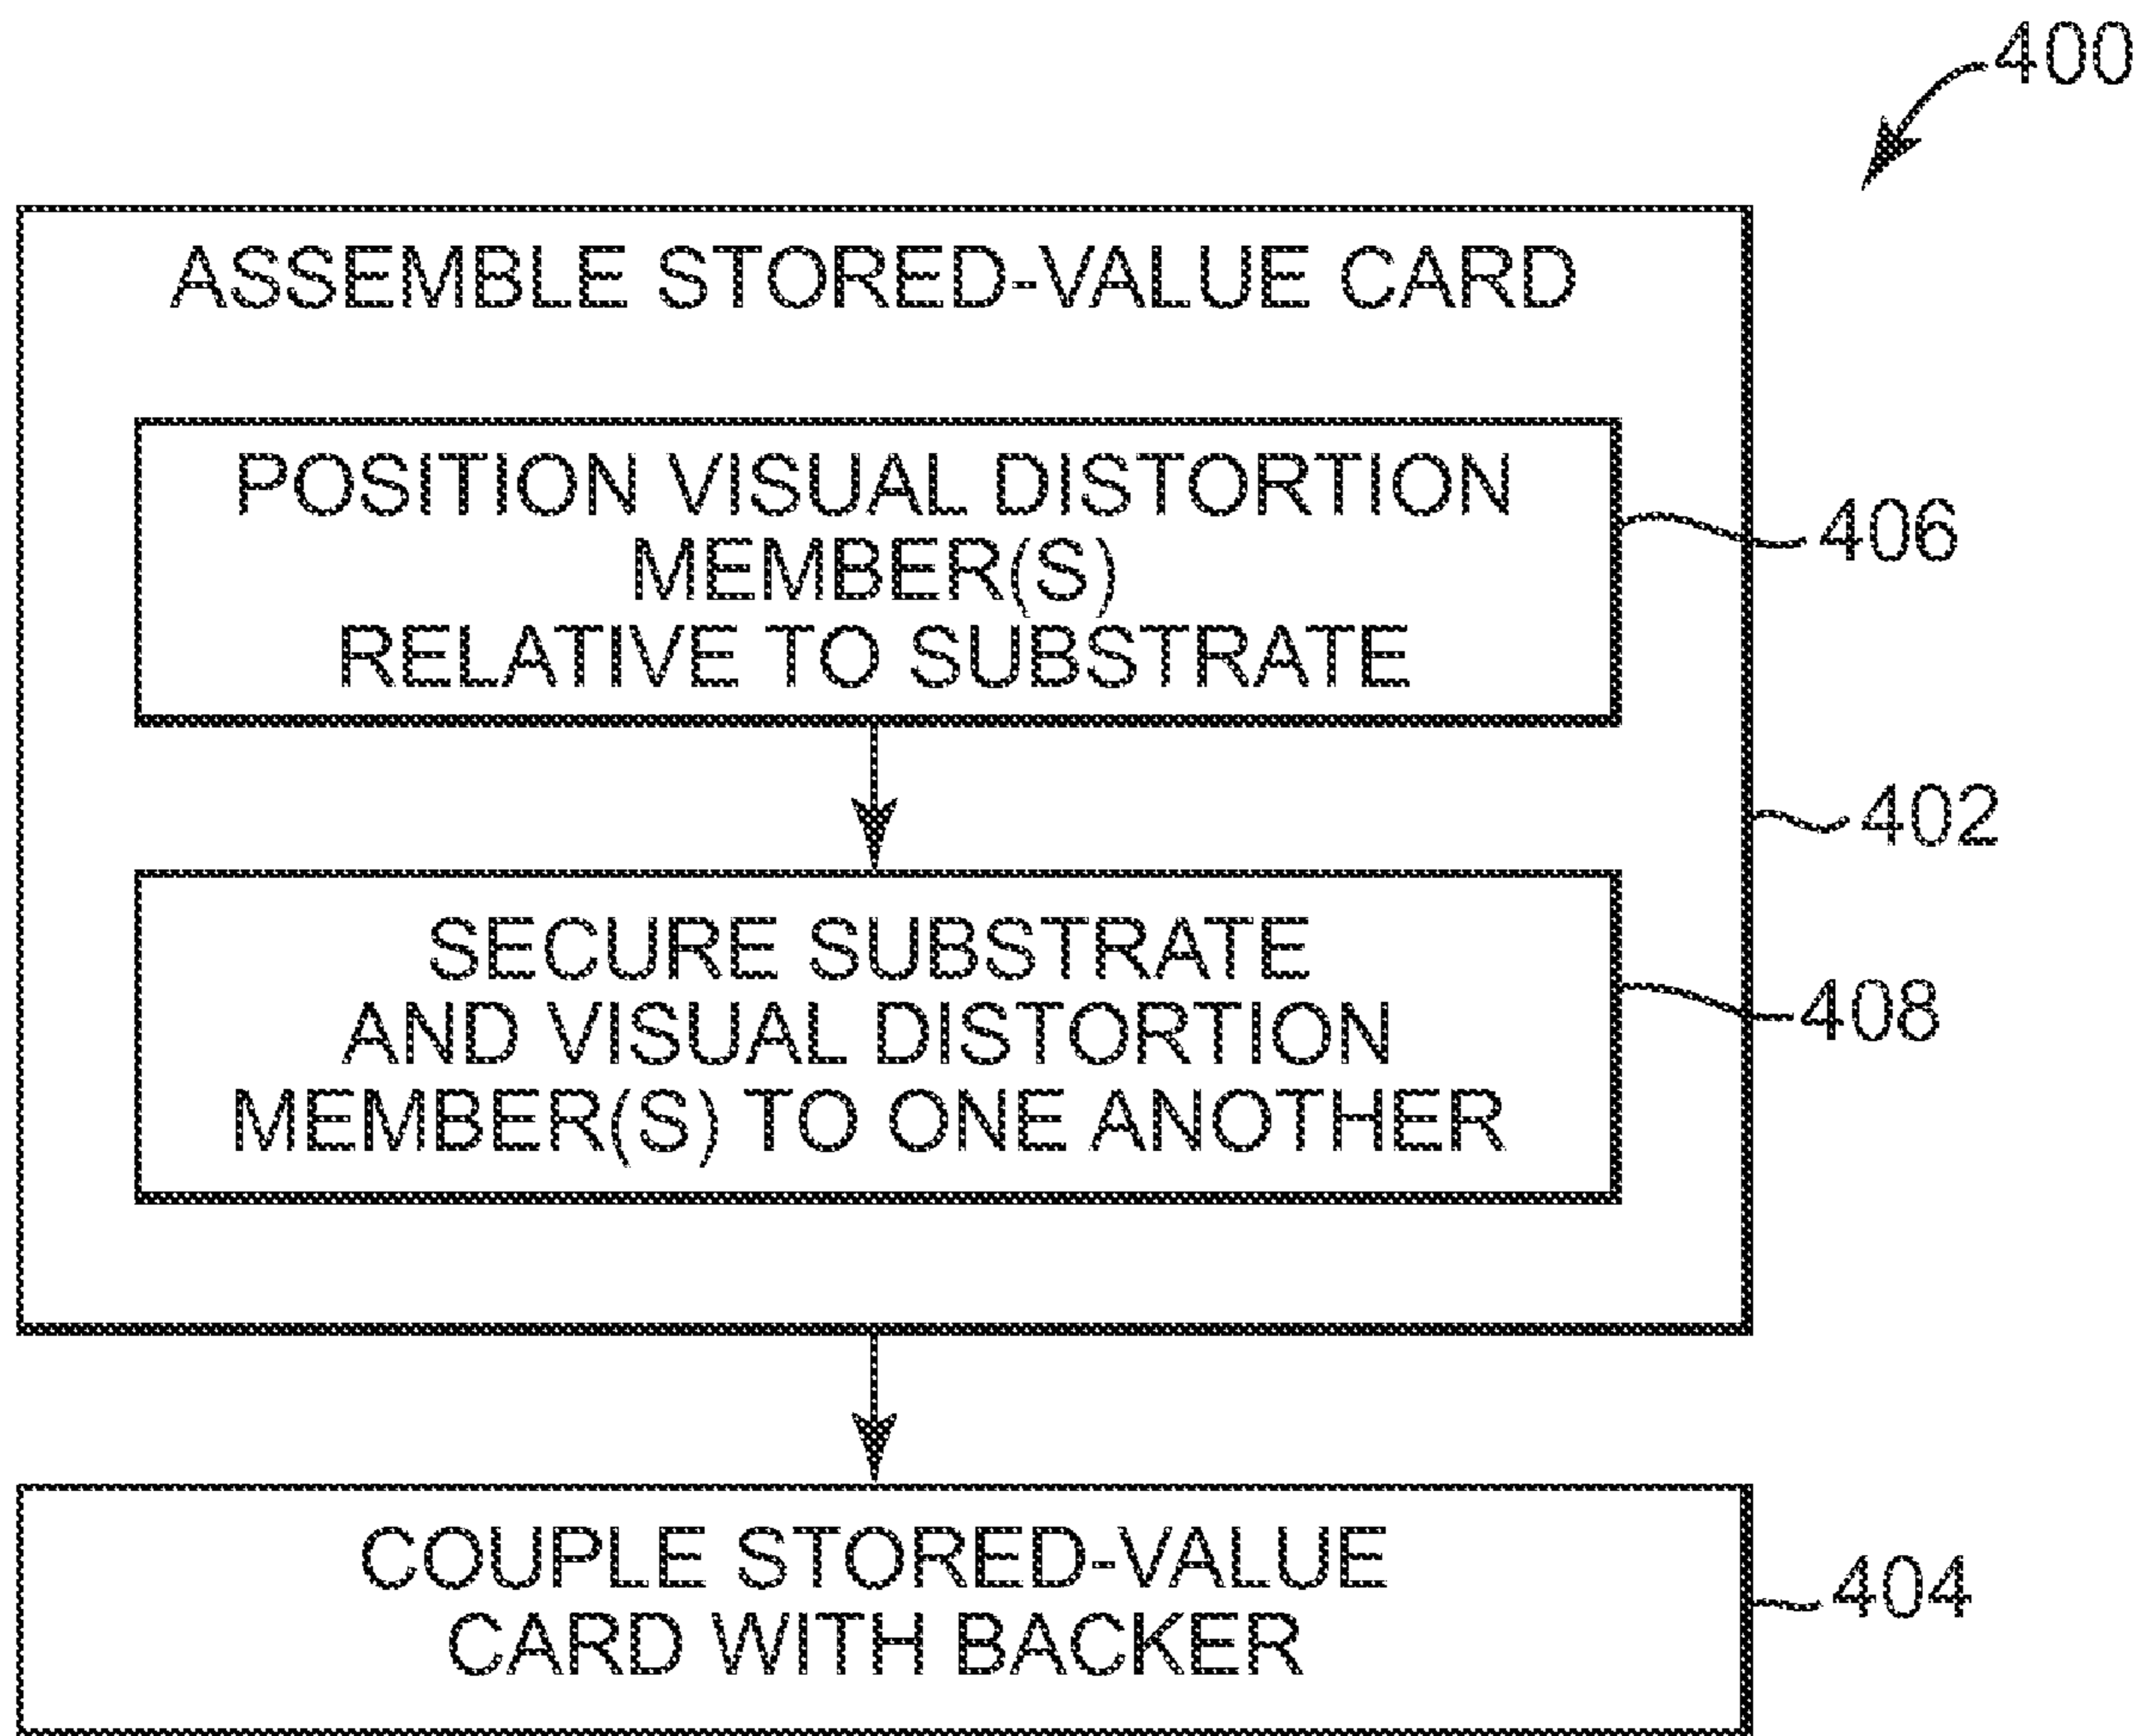 400
ASSEMBLE STORED-VALUE CARD
POSITION VISUAL DISTORTION
MEMBER(S)
RELATIVE TO SUBSTRATE
406
402
SECURE SUBSTRATE
AND VISUAL DISTORTION
MEMBER(S) TO ONE ANOTHER
408
COUPLE STORED-VALUE
CARD WITH BACKER
404